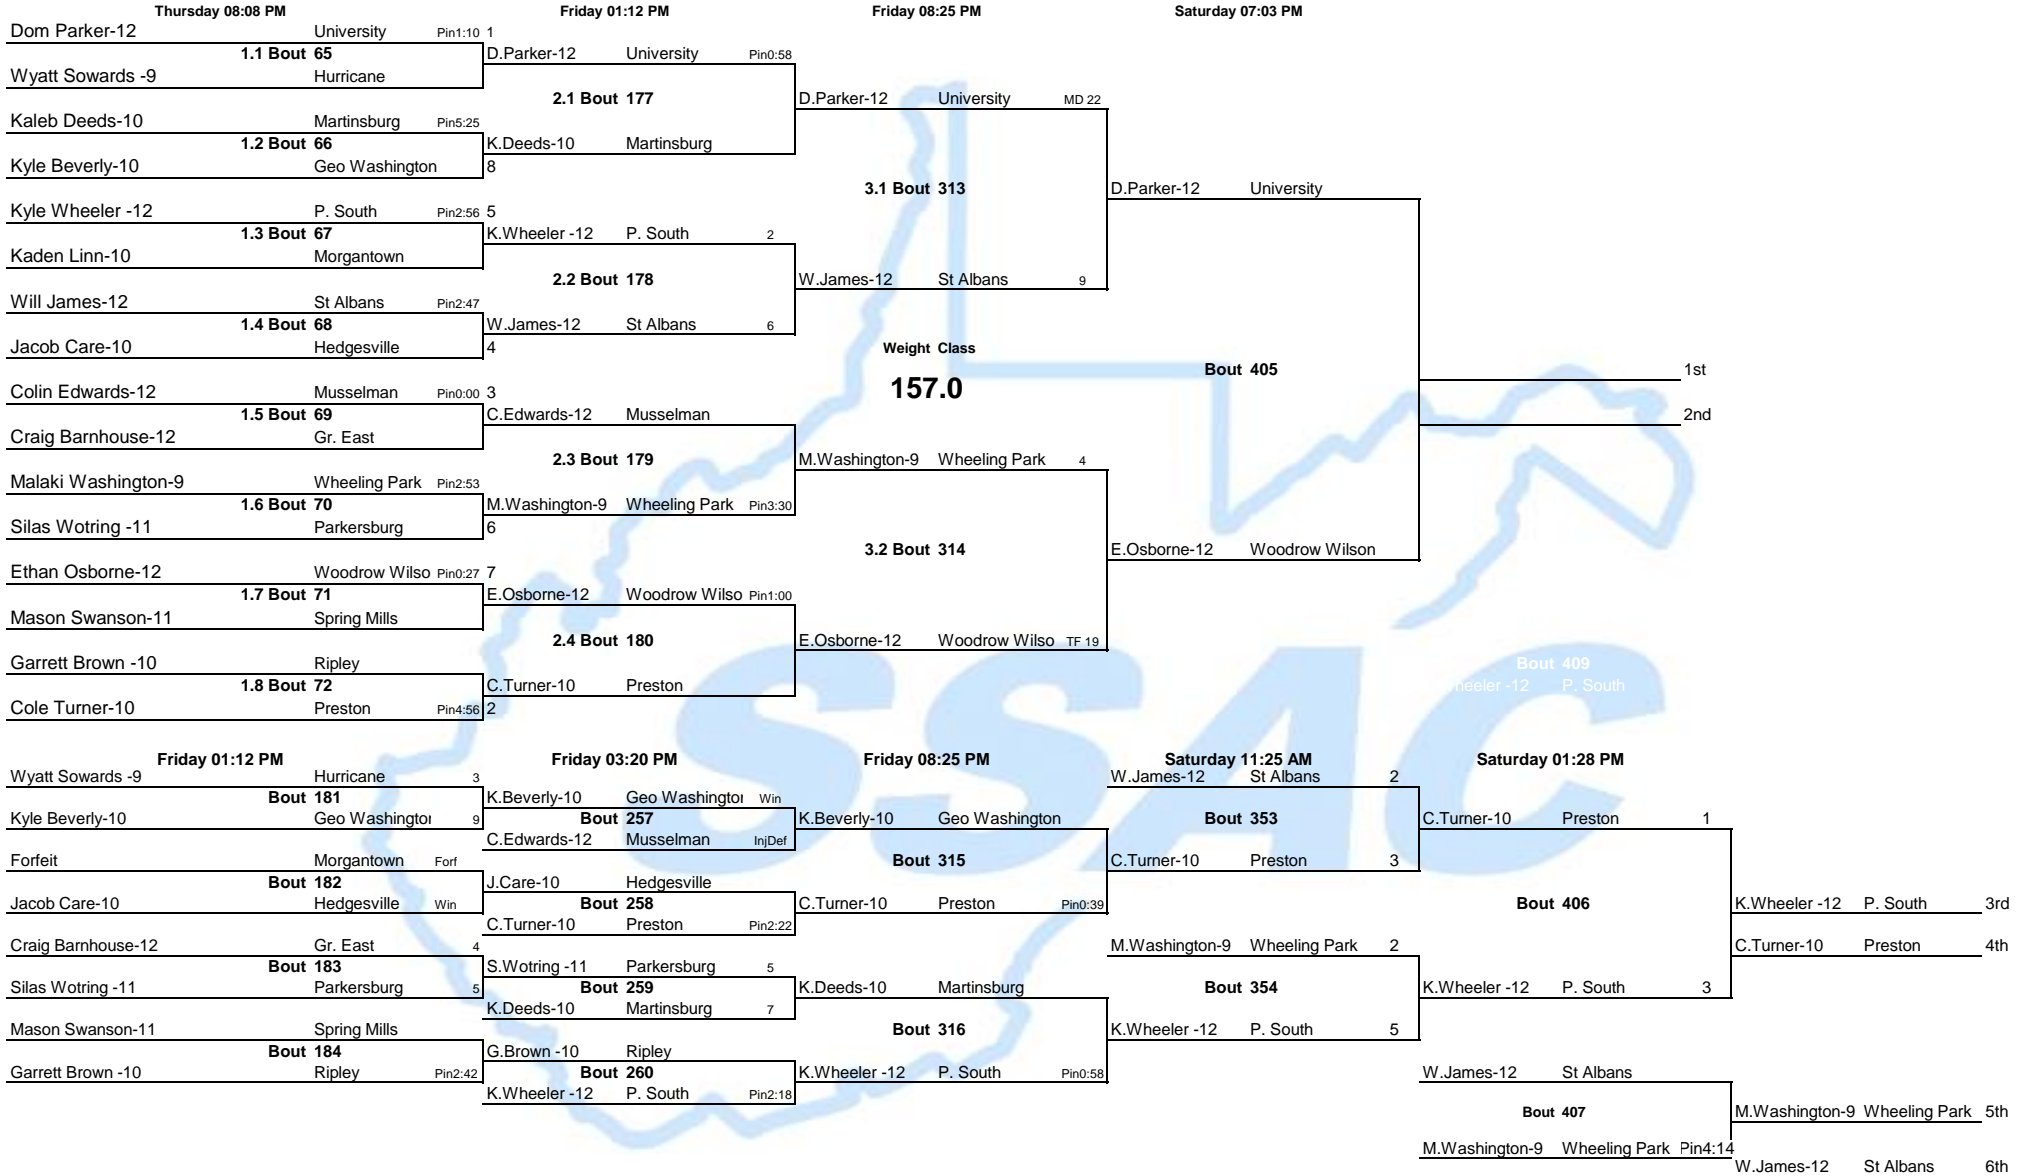 Thursday 08:08 PM Friday 01:12 PM Friday 08:25 PM Saturday 07:03 PM
Dom Parker-12 University Pin1:10 1
1.1 Bout 65 D.Parker-12 University Pin0:58
Wyatt Sowards -9 Hurricane
2.1 Bout 177 D.Parker-12 University MD 22
Kaleb Deeds-10 Martinsburg Pin5:25
1.2 Bout 66 K.Deeds-10 Martinsburg
Kyle Beverly-10 Geo Washington 8
3.1 Bout 313 D.Parker-12 University
Kyle Wheeler -12 P. South Pin2:56 5
1.3 Bout 67 K.Wheeler -12 P. South 2
Kaden Linn-10 Morgantown
2.2 Bout 178 W.James-12 St Albans 9
Will James-12 St Albans Pin2:47
1.4 Bout 68 W.James-12 St Albans 6
Jacob Care-10 Hedgesville 4 Weight Class
Bout 405 1st
Colin Edwards-12 Musselman Pin0:00 3 157.0
1.5 Bout 69 C.Edwards-12 Musselman 2nd
Craig Barnhouse-12 Gr. East
2.3 Bout 179 M.Washington-9 Wheeling Park 4
Malaki Washington-9 Wheeling Park Pin2:53
1.6 Bout 70 M.Washington-9 Wheeling Park Pin3:30
Silas Wotring -11 Parkersburg 6
3.2 Bout 314 E.Osborne-12 Woodrow Wilson
Ethan Osborne-12 Woodrow Wilso Pin0:27 7
1.7 Bout 71 E.Osborne-12 Woodrow Wilso Pin1:00
Mason Swanson-11 Spring Mills
2.4 Bout 180 E.Osborne-12 Woodrow Wilso TF 19
Garrett Brown -10 Ripley Bout 409
1.8 Bout 72 C.Turner-10 Preston P. South
Cole Turner-10 Preston Pin4:56 2
SSAC
Friday 01:12 PM Friday 03:20 PM Friday 08:25 PM Saturday 11:25 AM Saturday 01:28 PM
Wyatt Sowards -9 Hurricane 3 W.James-12 St Albans 2
Bout 181 K.Beverly-10 Geo Washingto Win
Kyle Beverly-10 Geo Washingto 9 Bout 257 K.Beverly-10 Geo Washington Bout 353 C.Turner-10 Preston 1
C.Edwards-12 Musselman InjDef
Forfeit Morgantown Forf Bout 315 C.Turner-10 Preston 3
Bout 182 J.Care-10 Hedgesville
Jacob Care-10 Hedgesville Win Bout 258 C.Turner-10 Preston Pin0:39 Bout 406 K.Wheeler -12 P. South 3rd
C.Turner-10 Preston Pin2:22
Craig Barnhouse-12 Gr. East 4 M.Washington-9 Wheeling Park 2 C.Turner-10 Preston 4th
Bout 183 S.Wotring -11 Parkersburg 5
Silas Wotring -11 Parkersburg 5 Bout 259 K.Deeds-10 Martinsburg Bout 354 K.Wheeler -12 P. South 3
K.Deeds-10 Martinsburg 7
Mason Swanson-11 Spring Mills Bout 316 K.Wheeler -12 P. South 5
Bout 184 G.Brown -10 Ripley
Garrett Brown -10 Ripley Pin2:42 Bout 260 K.Wheeler -12 P. South Pin0:58 W.James-12 St Albans
K.Wheeler -12 P. South Pin2:18
Bout 407 M.Washington-9 Wheeling Park 5th
M.Washington-9 Wheeling Park Pin4:14
W.James-12 St Albans 6th